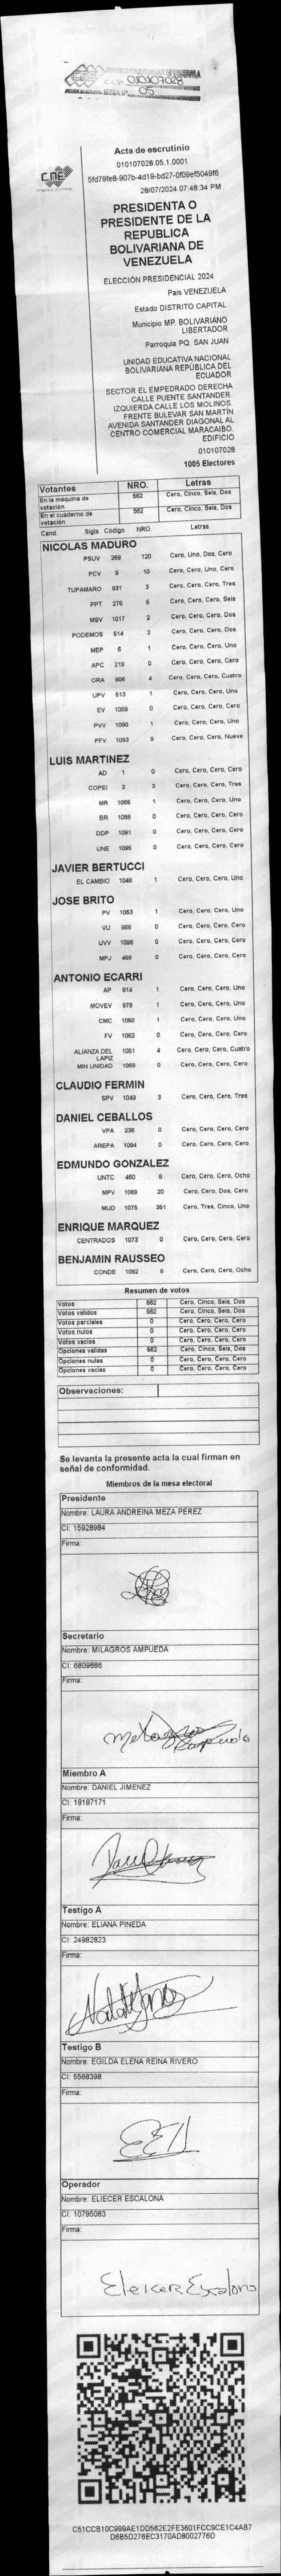 010107028
05
CNE
Acta de escrutinio
010107028.05.1.0001
5fd79fe8-907b-4d19-bd27-0f09ef5049f6
28/07/2024 07:48:34 PM
PRESIDENTA O
PRESIDENTE DE LA
REPUBLICA
BOLIVARIANA DE
VENEZUELA
ELECCIÓN PRESIDENCIAL 2024
Pais VENEZUELA
Estado DISTRITO CAPITAL
Municipio MP. BOLIVARIANO
LIBERTADOR
Parroquia PQ. SAN JUAN
UNIDAD EDUCATIVA NACIONAL
BOLIVARIANA REPÚBLICA DEL
ECUADOR
SECTOR EL EMPEDRADO DERECHA
CALLE PUENTE SANTANDER.
IZQUIERDA CALLE LOS MOLINOS.
FRENTE BULEVAR SAN MARTÍN
AVENIDA SANTANDER DIAGONAL AL
CENTRO COMERCIAL MARACAIBO.
EDIFICIO
010107028
1005 Electores
Votantes NRO. Letras
En la máquina de votación 562 Cero, Cinco, Seis, Dos
En el cuaderno de votación 562 Cero, Cinco, Seis, Dos
Cand. Sigla Código NRO. Letras
NICOLAS MADURO
PSUV 269 120 Cero, Uno, Dos, Cero
PCV 9 10 Cero, Cero, Uno, Cero
TUPAMARO 931 3 Cero, Cero, Cero, Tres
PPT 276 6 Cero, Cero, Cero, Seis
MSV 1017 2 Cero, Cero, Cero, Dos
PODEMOS 514 2 Cero, Cero, Cero, Dos
MEP 6 1 Cero, Cero, Cero, Uno
APC 219 0 Cero, Cero, Cero, Cero
ORA 906 4 Cero, Cero, Cero, Cuatro
UPV 513 1 Cero, Cero, Cero, Uno
EV 1089 0 Cero, Cero, Cero, Cero
PVV 1090 1 Cero, Cero, Cero, Uno
PFV 1093 9 Cero, Cero, Cero, Nueve
LUIS MARTINEZ
AD 1 0 Cero, Cero, Cero, Cero
COPEI 2 3 Cero, Cero, Cero, Tres
MR 1 Cero, Cero, Cero, Uno
BR 0 Cero, Cero, Cero, Cero
DDP 1091 0 Cero, Cero, Cero, Cero
UNE 1095 0 Cero, Cero, Cero, Cero
JAVIER BERTUCCI
EL CAMBIO 1048 1 Cero, Cero, Cero, Uno
JOSE BRITO
PV 1053 1 Cero, Cero, Cero, Uno
VU 868 0 Cero, Cero, Cero, Cero
UVV 1096 0 Cero, Cero, Cero, Cero
MPJ 458 0 Cero, Cero, Cero, Cero
ANTONIO ECARRI
AP 814 1 Cero, Cero, Cero, Uno
MOVEV 878 1 Cero, Cero, Cero, Uno
CMC 1050 1 Cero, Cero, Cero, Uno
FV 1062 0 Cero, Cero, Cero, Cero
ALIANZA DEL LAPIZ 1051 4 Cero, Cero, Cero, Cuatro
MIN UNIDAD 1069 0 Cero, Cero, Cero, Cero
CLAUDIO FERMIN
SPV 1049 3 Cero, Cero, Cero, Tres
DANIEL CEBALLOS
VPA 236 0 Cero, Cero, Cero, Cero
AREPA 1094 0 Cero, Cero, Cero, Cero
EDMUNDO GONZALEZ
UNTC 460 8 Cero, Cero, Cero, Ocho
MPV 20 Cero, Cero, Dos, Cero
MUD 1075 351 Cero, Tres, Cinco, Uno
ENRIQUE MARQUEZ
CENTRADOS 1073 0 Cero, Cero, Cero, Cero
BENJAMIN RAUSSEO
CONDE 1092 8 Cero, Cero, Cero, Ocho
Resumen de votos
Votos 562 Cero, Cinco, Seis, Dos
Votos validos 562 Cero, Cinco, Seis, Dos
Votos parciales 0 Cero, Cero, Cero, Cero
Votos nulos 0 Cero, Cero, Cero, Cero
Votos vacios 0 Cero, Cero, Cero, Cero
Opciones validas 562 Cero, Cinco, Seis, Dos
Opciones nulas 0 Cero, Cero, Cero, Cero
Opciones vacias 0 Cero, Cero, Cero, Cero
Observaciones:
Se levanta la presente acta la cual firman en
señal de conformidad.
Miembros de la mesa electoral
Presidente
Nombre: LAURA ANDREINA MEZA PEREZ
CI: 15928984
Firma:
Secretario
Nombre: MILAGROS AMPUEDA
CI: 6809886
Firma:
Miembro A
Nombre: DANIEL JIMENEZ
CI: 18187171
Firma:
Testigo A
Nombre: ELIANA PINEDA
CI: 24982823
Firma:
Testigo B
Nombre: EGILDA ELENA REINA RIVERO
CI: 5568398
Firma:
Operador
Nombre: ELIECER ESCALONA
CI: 10795083
Firma:
Eliecer Escalona
C51CCB10C999AE1DD562E2FE3601FCC9CE1C4AB7
D6B5D276EC3170AD8002776D